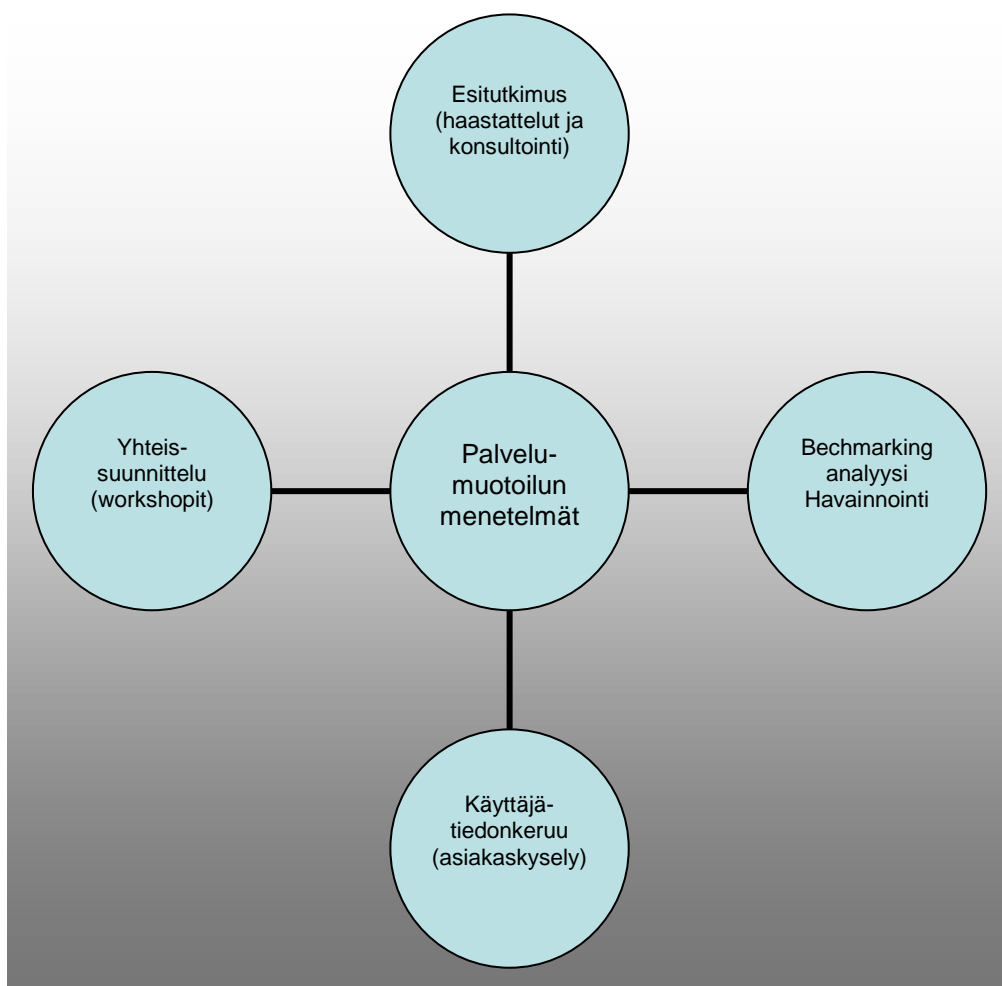 Esitutkimus
(haastattelut ja
konsultointi)
Yhteis-
suunnittelu
(workshopit)
Palvelu-
muotoilun
menetelmät
Bechmarking
analyysi
Havainnointi
Käyttäjä-
tiedonkeruu
(asiakaskysely)